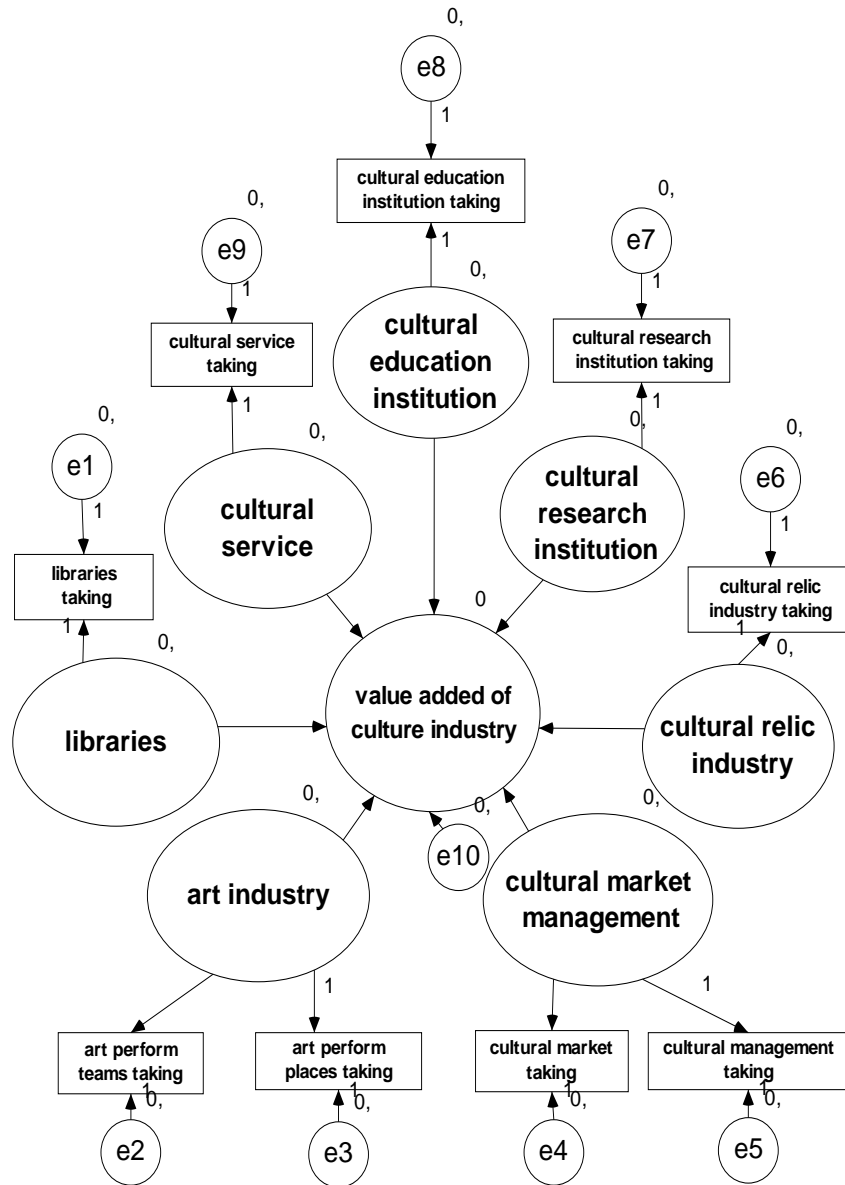 0,
e8
1
cultural education
institution taking
1
0,
cultural
education
institution
0,
e9
1
cultural service
taking
1
0,
cultural
service
0,
e7
1
cultural research
institution taking
1
0,
cultural
research
institution
0,
e1
1
libraries
taking
1
0,
libraries
0,
e6
1
cultural relic
industry taking
1
0,
cultural relic
industry
0
value added of
culture industry
0,
e10
0,
art industry
1
0,
cultural market
management
1
art perform
teams taking
1
0,
e2
art perform
places taking
1
0,
e3
cultural market
taking
1
0,
e4
cultural management
taking
1
0,
e5